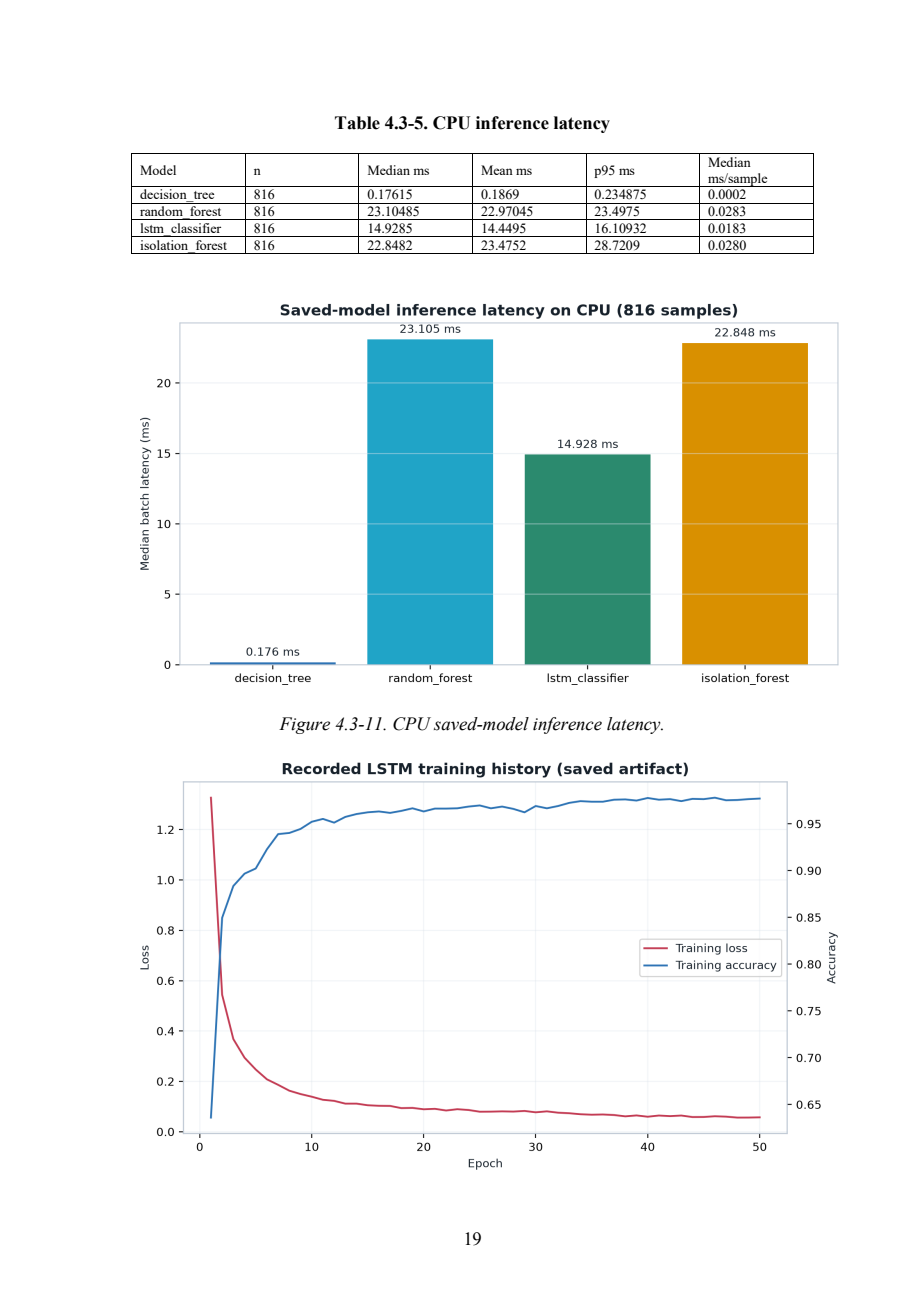 Table 4.3-5. CPU inference latency
Model n Median ms Mean ms p95 ms Median ms/sample
decision_tree 816 0.17615 0.1869 0.234875 0.0002
random_forest 816 23.10485 22.97045 23.4975 0.0283
lstm_classifier 816 14.9285 14.4495 16.10932 0.0183
isolation_forest 816 22.8482 23.4752 28.7209 0.0280
Saved-model inference latency on CPU (816 samples)
23.105 ms
22.848 ms
14.928 ms
0.176 ms
Median batch latency (ms)
20
15
10
5
0
decision_tree random_forest lstm_classifier isolation_forest
Figure 4.3-11. CPU saved-model inference latency.
Recorded LSTM training history (saved artifact)
Loss
1.2
1.0
0.8
0.6
0.4
0.2
0.0
Training loss
Training accuracy
0.95
0.90
0.85
0.80
0.75
0.70
0.65
Accuracy
0 10 20 30 40 50
Epoch
19